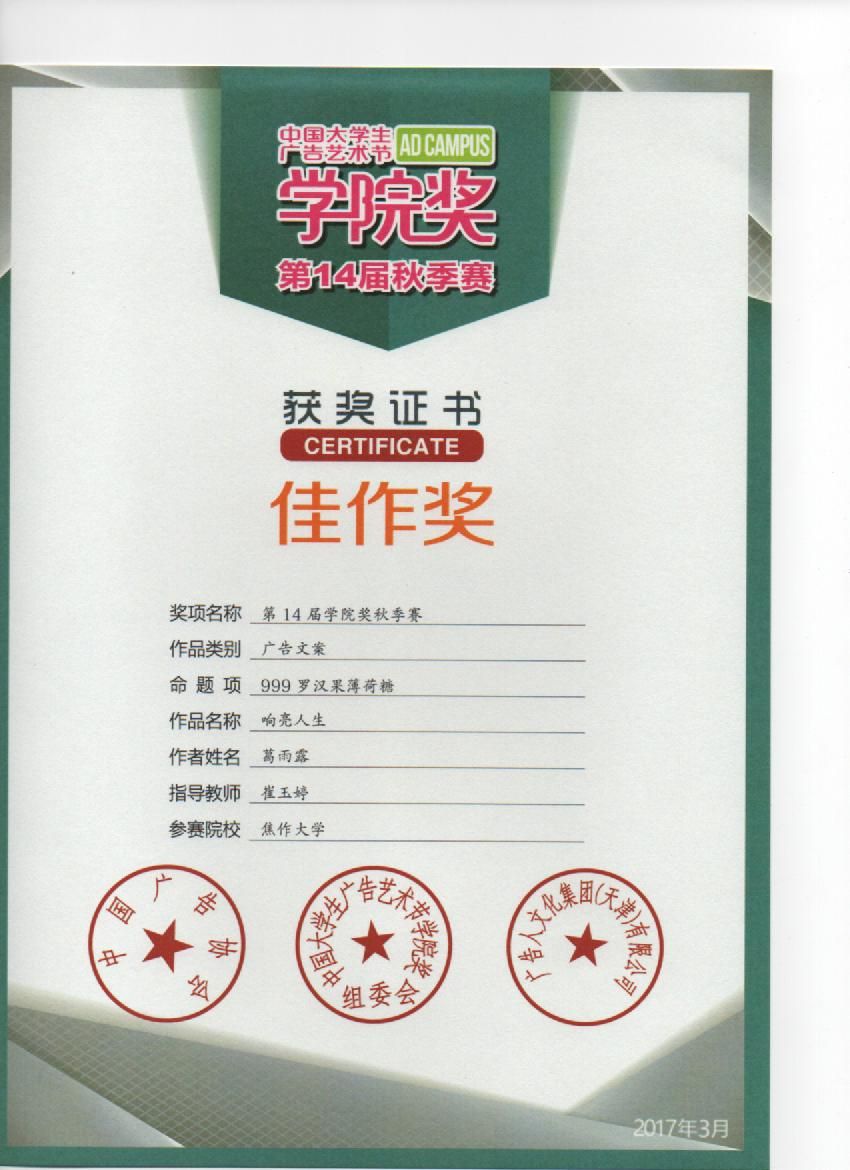 中国大学生
广告艺术节 AD CAMPUS
学院奖
第14届秋季赛
获奖证书
CERTIFICATE
佳作奖
奖项名称 第 14 届学院奖秋季赛
作品类别 广告文案
命题项 999 罗汉果薄荷糖
作品名称 响亮人生
作者姓名 葛雨露
指导教师 崔玉婷
参赛院校 焦作大学
中国广告协会
中国大学生广告艺术节学院奖
组委会
广告人文化集团(天津)有限公司
2017年3月